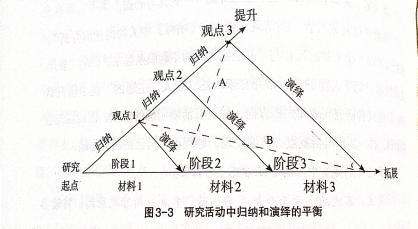 提升
观点3
归纳
演绎
观点2
A
归纳
观点1
演绎
B
归纳
演绎
研究
起点
阶段1
阶段2
阶段3
拓展
材料1
材料2
材料3
图3-3 研究活动中归纳和演绎的平衡